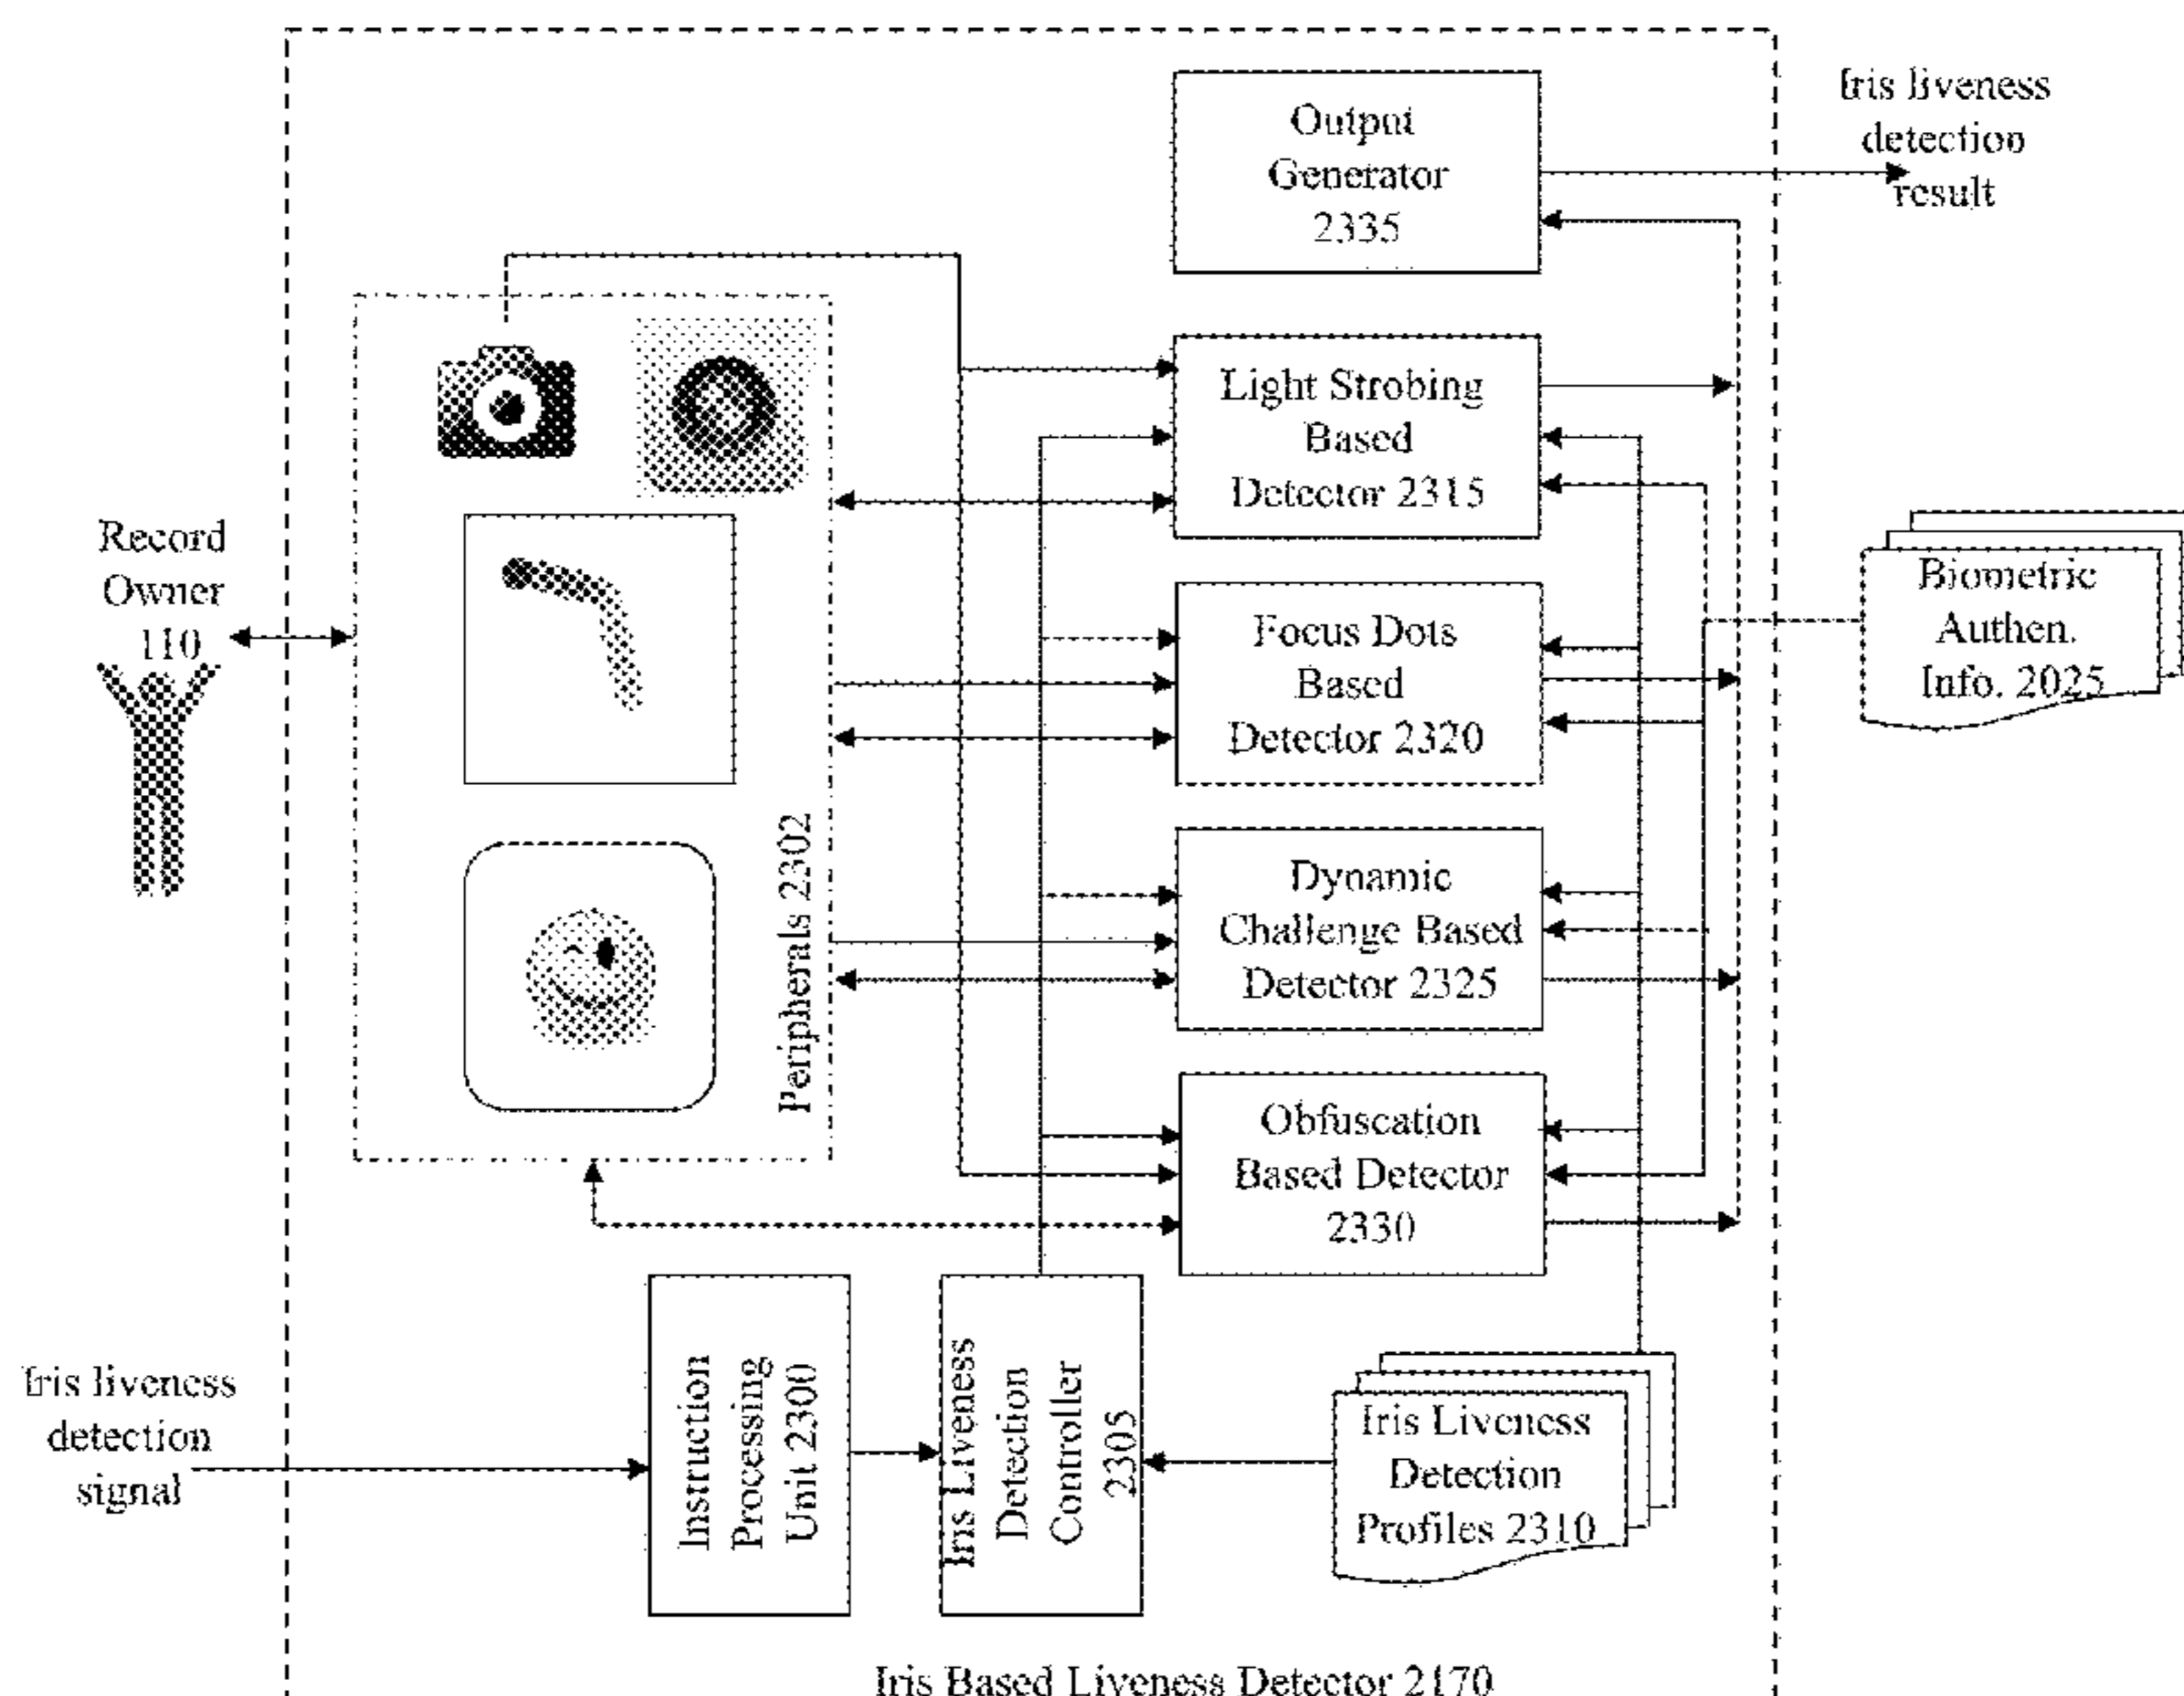 Output
Generator
2335
Iris liveness
detection
result
Light Strobing
Based
Detector 2315
Record
Owner
110
Focus Dots
Based
Detector 2320
Biometric
Authen.
Info. 2025
Peripherals 2302
Dynamic
Challenge Based
Detector 2325
Obfuscation
Based Detector
2330
Iris liveness
detection
signal
Instruction
Processing
Unit 2300
Iris Liveness
Detection
Controller
2305
Iris Liveness
Detection
Profiles 2310
Iris Based Liveness Detector 2170